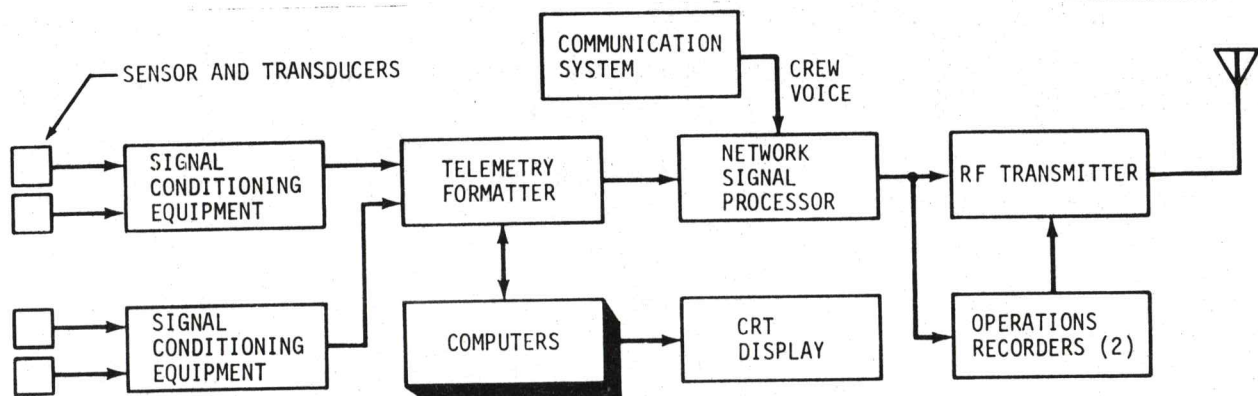 COMMUNICATION
SYSTEM
CREW
VOICE
SENSOR AND TRANSDUCERS
SIGNAL
CONDITIONING
EQUIPMENT
TELEMETRY
FORMATTER
NETWORK
SIGNAL
PROCESSOR
RF TRANSMITTER
SIGNAL
CONDITIONING
EQUIPMENT
COMPUTERS
CRT
DISPLAY
OPERATIONS
RECORDERS (2)